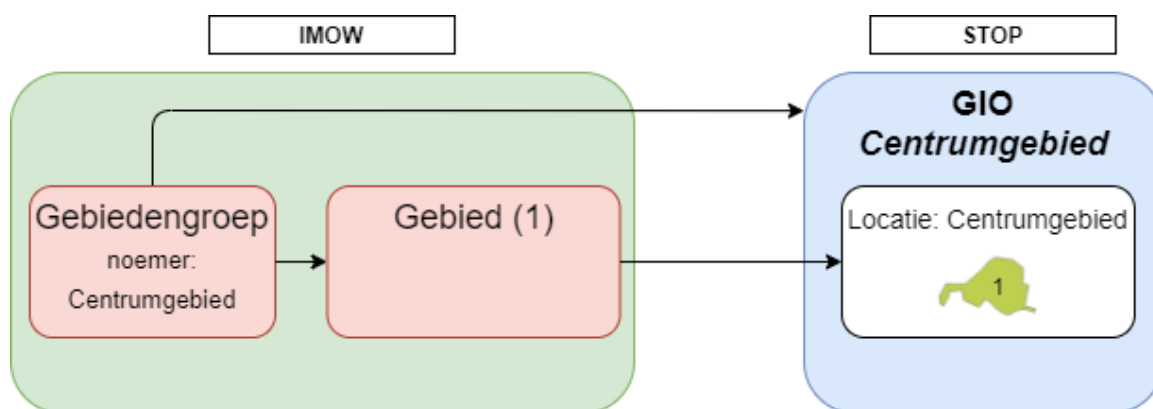 IMOW
STOP
GIO
Centrumgebied
Gebiedengroep
noemer:
Centrumgebied
Gebied (1)
Locatie: Centrumgebied
1